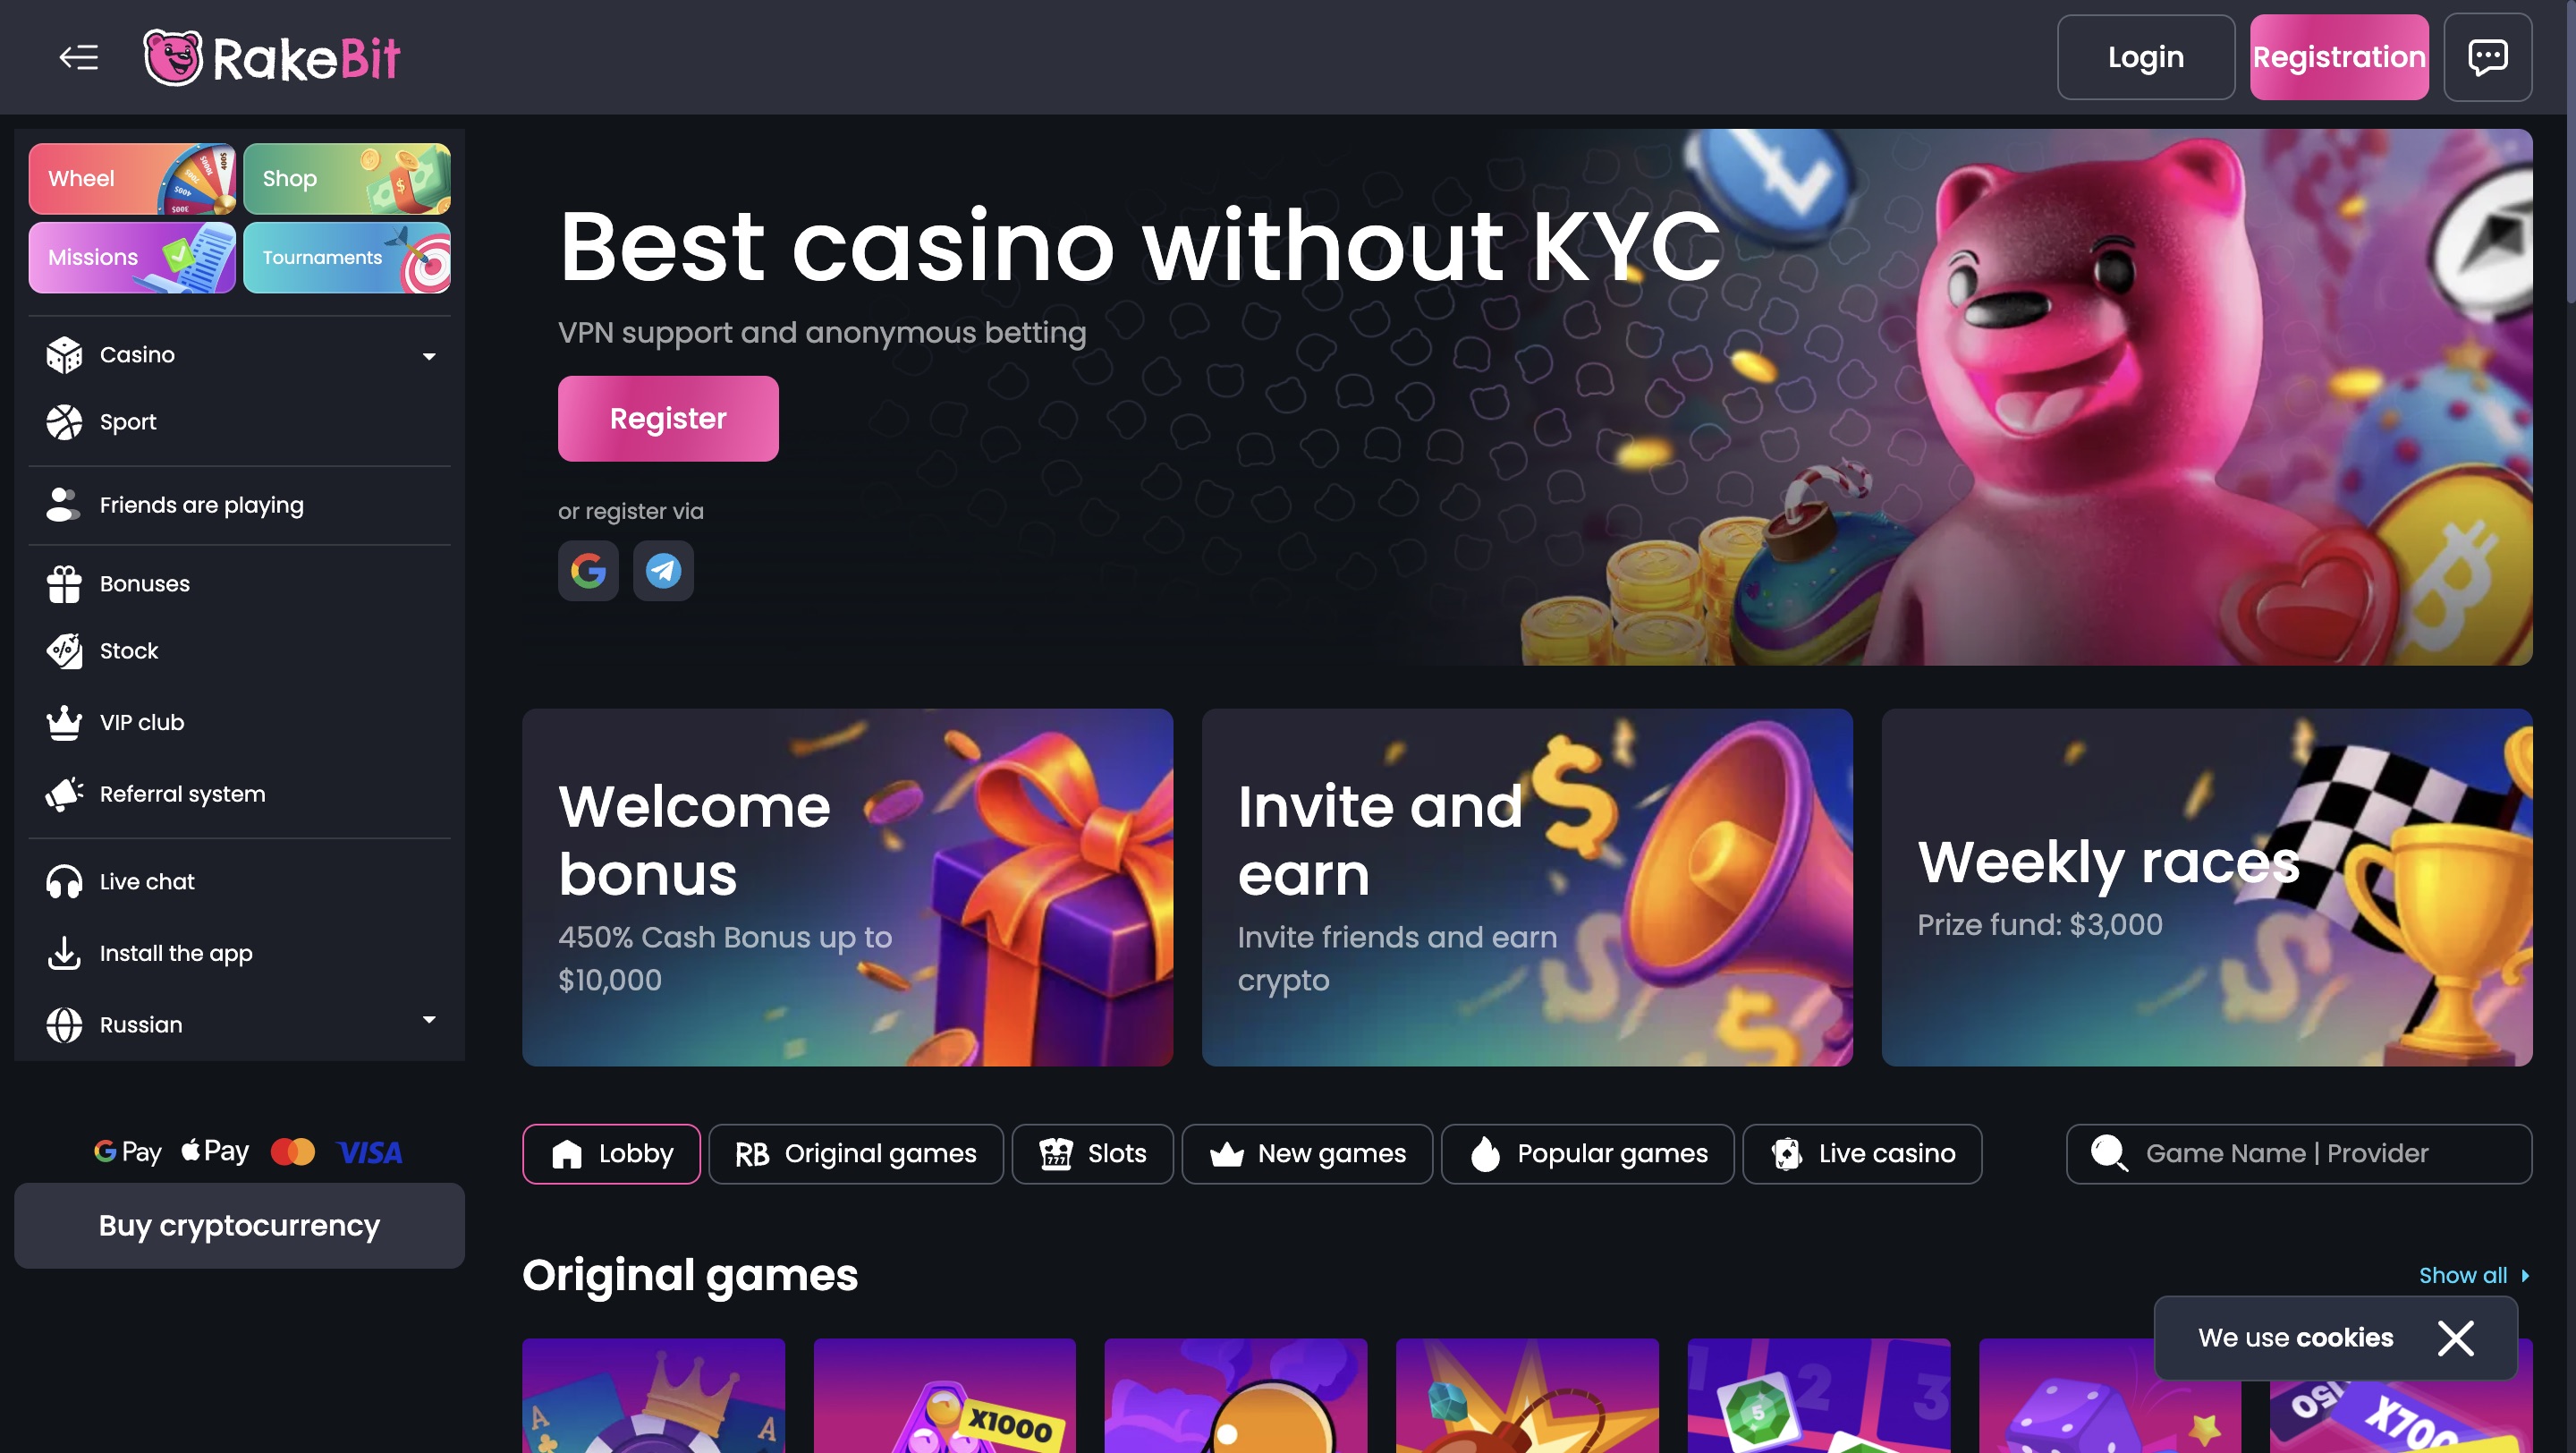 RakeBit
Login
Registration
Wheel
Shop
Missions
Tournaments
Casino
Sport
Friends are playing
Bonuses
Stock
VIP club
Referral system
Live chat
Install the app
Russian
G Pay
Pay
VISA
Buy cryptocurrency
Best casino without KYC
VPN support and anonymous betting
Register
or register via
Welcome
bonus
450% Cash Bonus up to
$10,000
Invite and
earn
Invite friends and earn
crypto
Weekly races
Prize fund: $3,000
Lobby
RB Original games
Slots
New games
Popular games
Live casino
Game Name | Provider
Original games
Show all
We use cookies
A
A
X1000
1
2
3
5
X700